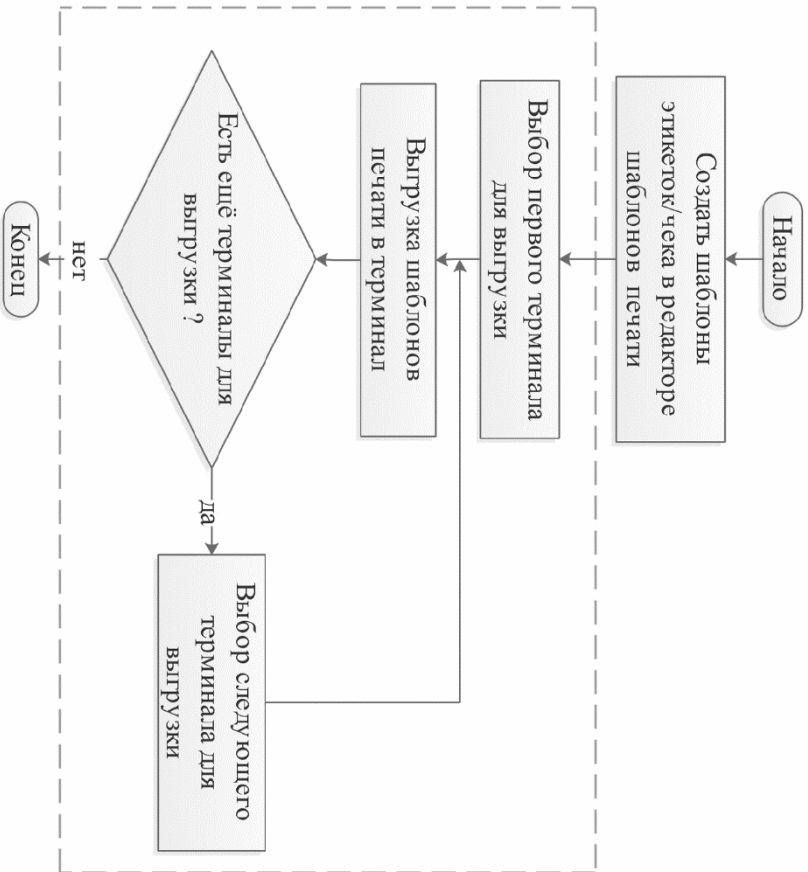 Начало
Создать шаблоны
этикеток/чека в редакторе
шаблонов печати
Выбор первого терминала
для выгрузки
Выгрузка шаблонов
печати в терминал
Есть ещё терминалы для
выгрузки ?
да
Выбор следующего
терминала для
выгрузки
нет
Конец